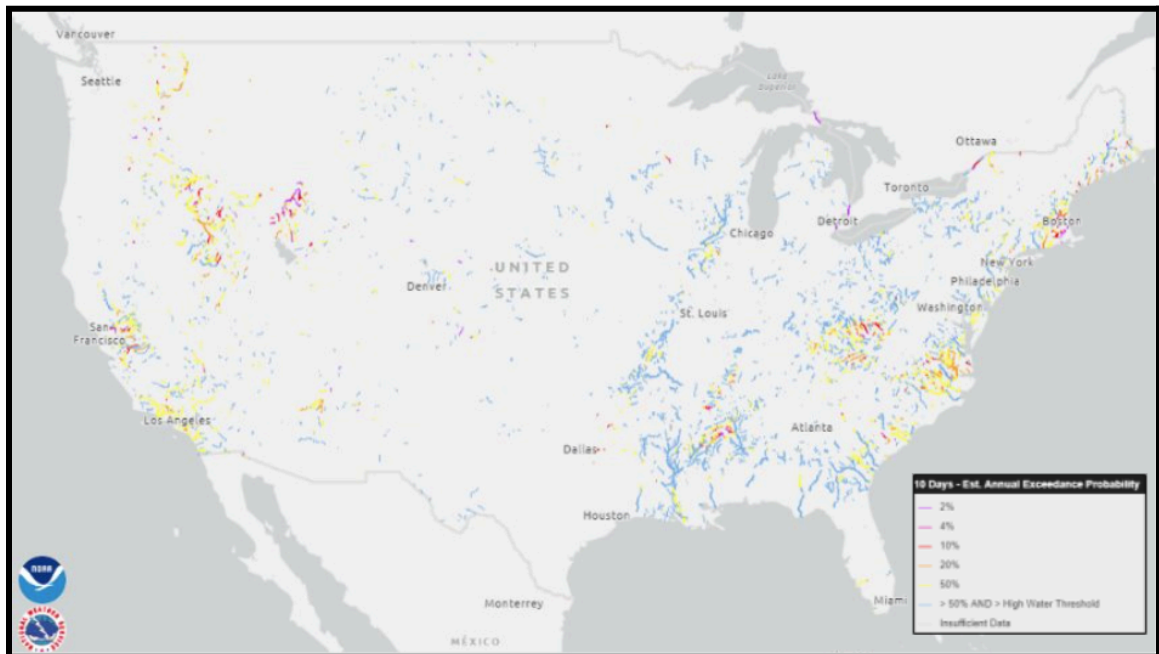 Vancouver
Seattle
Lake
Superior
Ottawa
Toronto
Detroit
Boston
Chicago
New York
UNITED
STATES
Denver
Philadelphia
Washington
St. Louis
San
Francisco
Los Angeles
Atlanta
Dallas
Houston
Miami
Monterrey
MÉXICO
10 Days - Est. Annual Exceedance Probability
2%
4%
10%
20%
50%
> 50% AND > High Water Threshold
Insufficient Data
NOAA